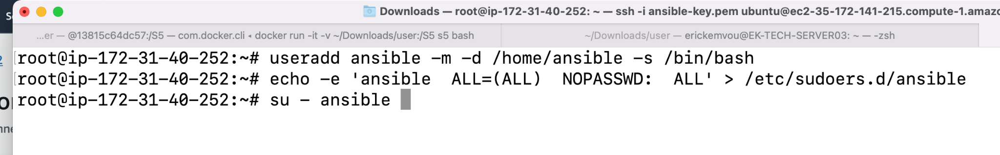 Downloads — root@ip-172-31-40-252: ~ — ssh -i ansible-key.pem ubuntu@ec2-35-172-141-215.compute-1.amazo
...er — @13815c64dc57:/S5 — com.docker.cli ◂ docker run -it -v ~/Downloads/user:/S5 s5 bash
~/Downloads/user — erickemvou@EK-TECH-SERVER03: ~ — -zsh
root@ip-172-31-40-252:~# useradd ansible -m -d /home/ansible -s /bin/bash
root@ip-172-31-40-252:~# echo -e 'ansible  ALL=(ALL)  NOPASSWD:  ALL' > /etc/sudoers.d/ansible
root@ip-172-31-40-252:~# su - ansible